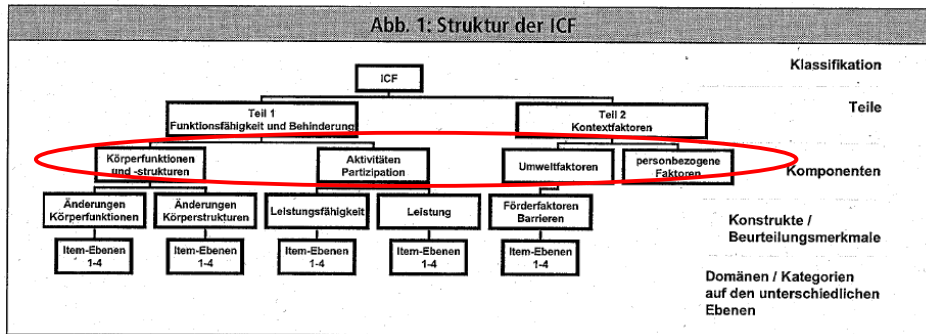 Abb. 1: Struktur der ICF
Klassifikation
ICF
Teil 1
Funktionsfähigkeit und Behinderung
Teil 2
Kontextfaktoren
Teile
Körperfunktionen
und -strukturen
Aktivitäten
Partizipation
Umweltfaktoren
personbezogene
Faktoren
Komponenten
Änderungen
Körperfunktionen
Änderungen
Körperstrukturen
Leistungsfähigkeit
Leistung
Förderfaktoren
Barrieren
Konstrukte /
Beurteilungsmerkmale
Item-Ebenen
1-4
Item-Ebenen
1-4
Item-Ebenen
1-4
Item-Ebenen
1-4
Item-Ebenen
1-4
Domänen / Kategorien
auf den unterschiedlichen
Ebenen